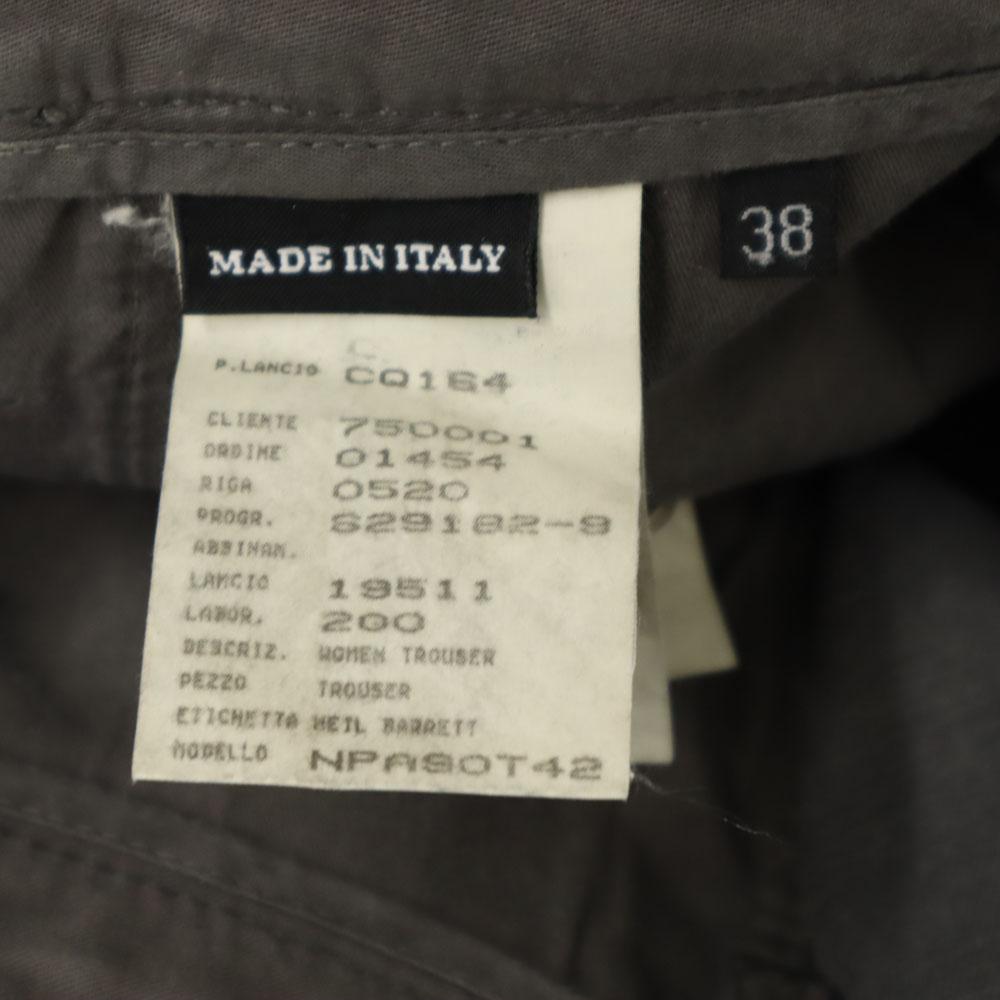 MADE IN ITALY
38
P.LANCIO CQ164
CLIENTE 750001
ORDINE 01454
RIGA 0520
PROGR. 629182-9
ABBINAM.
LANCIO 19511
LABOR. 200
DESCRIZ. WOMEN TROUSER
PEZZO TROUSER
ETICHETTA NEIL BARRETT
MODELLO NPA90T42